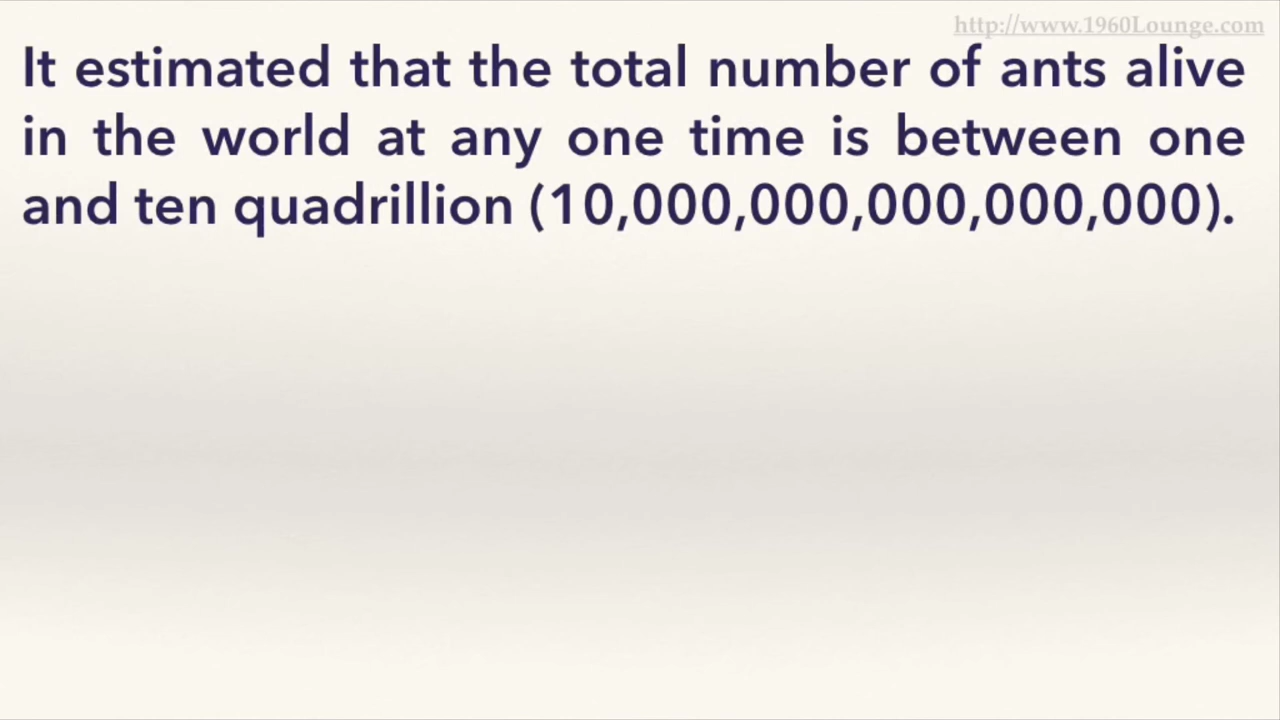 http://www.1960Lounge.com
It estimated that the total number of ants alive
in the world at any one time is between one
and ten quadrillion (10,000,000,000,000,000).